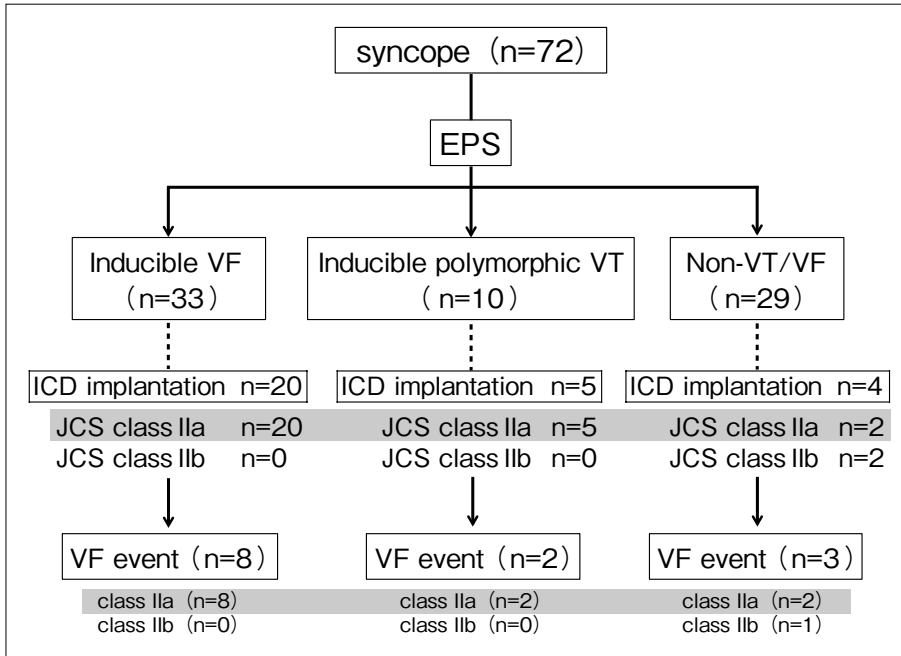 syncope (n=72)
EPS
Inducible VF
(n=33)
Inducible polymorphic VT
(n=10)
Non-VT/VF
(n=29)
ICD implantation n=20
ICD implantation n=5
ICD implantation n=4
JCS class IIa n=20
JCS class IIa n=5
JCS class IIa n=2
JCS class IIb n=0
JCS class IIb n=0
JCS class IIb n=2
VF event (n=8)
VF event (n=2)
VF event (n=3)
class IIa (n=8)
class IIa (n=2)
class IIa (n=2)
class IIb (n=0)
class IIb (n=0)
class IIb (n=1)